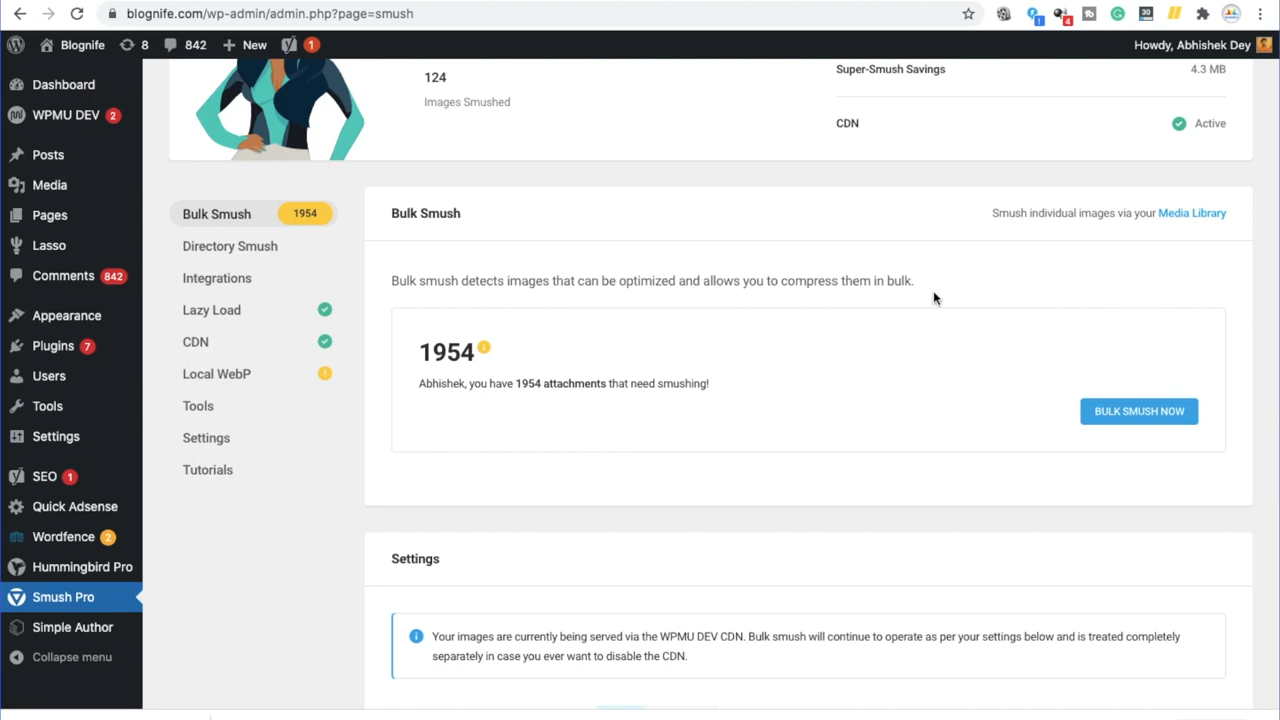 blognife.com/wp-admin/admin.php?page=smush
1
4
30
Blognife
8
842
New
1
Howdy, Abhishek Dey
Dashboard
WPMU DEV 2
Posts
Media
Pages
Lasso
Comments 842
Appearance
Plugins 7
Users
Tools
Settings
SEO 1
Quick Adsense
Wordfence 2
Hummingbird Pro
Smush Pro
Simple Author
Collapse menu
124
Images Smushed
Super-Smush Savings 4.3 MB
CDN Active
Bulk Smush 1954
Directory Smush
Integrations
Lazy Load
CDN
Local WebP
Tools
Settings
Tutorials
Bulk Smush
Smush individual images via your Media Library
Bulk smush detects images that can be optimized and allows you to compress them in bulk.
1954
Abhishek, you have 1954 attachments that need smushing!
BULK SMUSH NOW
Settings
Your images are currently being served via the WPMU DEV CDN. Bulk smush will continue to operate as per your settings below and is treated completely
separately in case you ever want to disable the CDN.